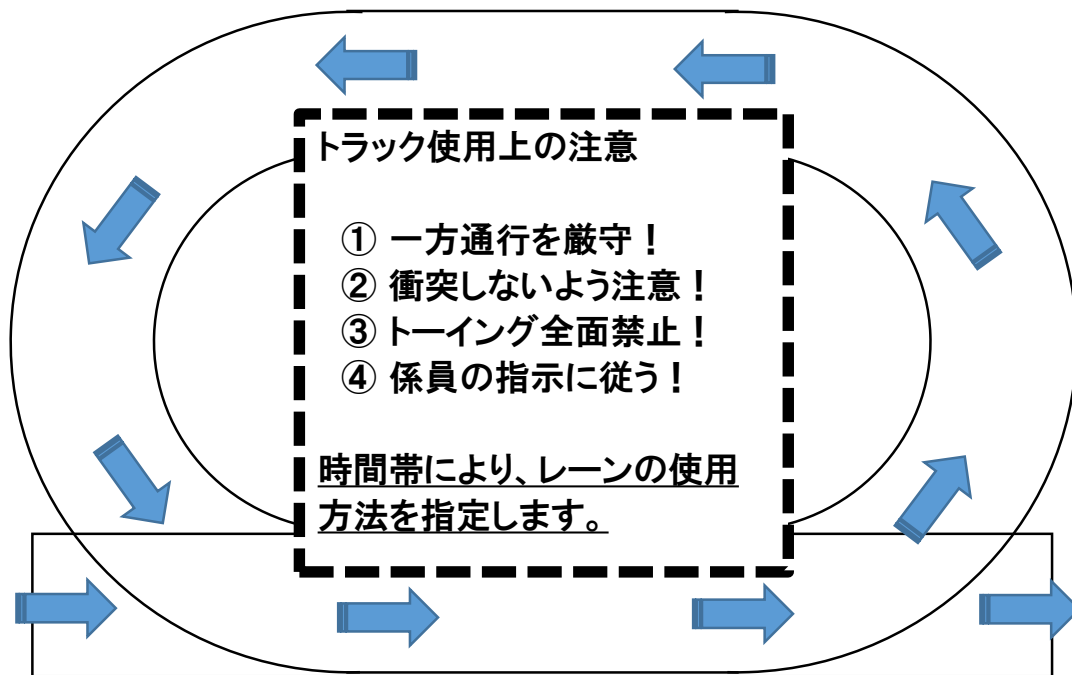 トラック使用上の注意
① 一方通行を厳守！
② 衝突しないよう注意！
③ トーイング全面禁止！
④ 係員の指示に従う！
時間帯により、レーンの使用
方法を指定します。